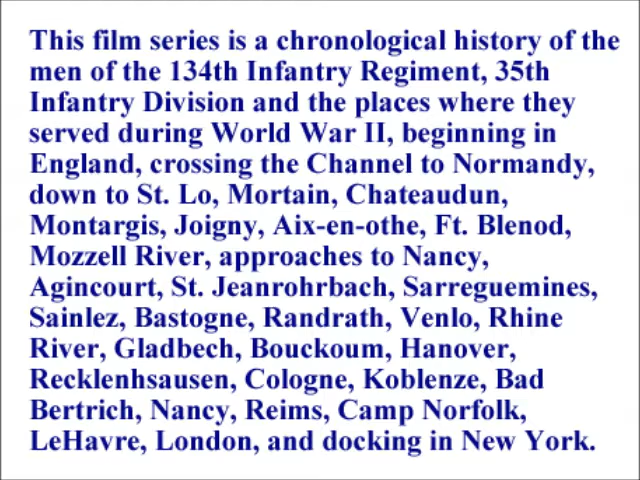 This film series is a chronological history of the
men of the 134th Infantry Regiment, 35th
Infantry Division and the places where they
served during World War II, beginning in
England, crossing the Channel to Normandy,
down to St. Lo, Mortain, Chateaudun,
Montargis, Joigny, Aix-en-othe, Ft. Blenod,
Mozzell River, approaches to Nancy,
Agincourt, St. Jeanrohrbach, Sarreguemines,
Sainlez, Bastogne, Randrath, Venlo, Rhine
River, Gladbech, Bouckoum, Hanover,
Recklenhsausen, Cologne, Koblenze, Bad
Bertrich, Nancy, Reims, Camp Norfolk,
LeHavre, London, and docking in New York.